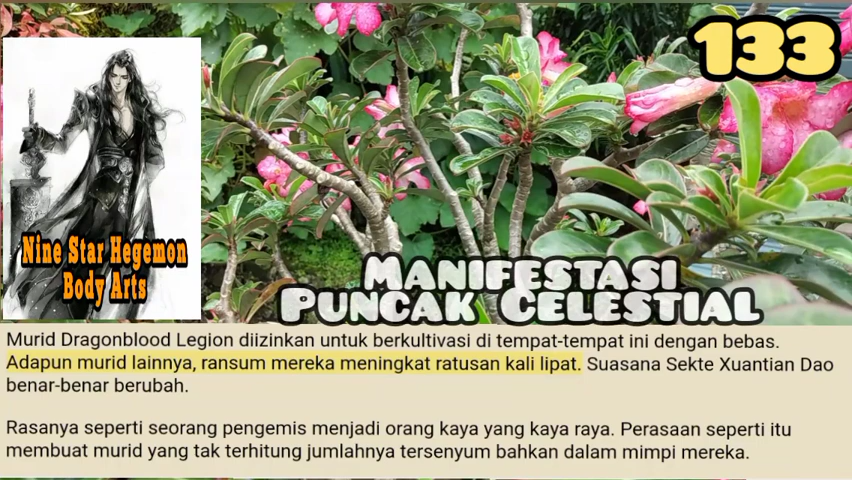 133
Nine Star Hegemon
Body Arts
MANIFESTASI
PUNCAK CELESTIAL
Murid Dragonblood Legion diizinkan untuk berkultivasi di tempat-tempat ini dengan bebas.
Adapun murid lainnya, ransum mereka meningkat ratusan kali lipat. Suasana Sekte Xuantian Dao
benar-benar berubah.
Rasanya seperti seorang pengemis menjadi orang kaya yang kaya raya. Perasaan seperti itu
membuat murid yang tak terhitung jumlahnya tersenyum bahkan dalam mimpi mereka.